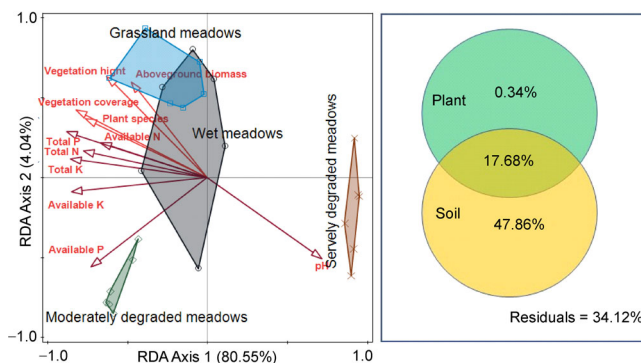 1.0
Grassland meadows
Vegetation hight
Aboveground biomass
Vegetation coverage
Plant species
Available N
Wet meadows
Total P
Total N
Total K
Available K
Available P
pH
Servely degraded meadows
Moderately degraded meadows
RDA Axis 2 (4.04%)
−1.0
−1.0
RDA Axis 1 (80.55%)
1.0
Plant
0.34%
17.68%
Soil
47.86%
Residuals = 34.12%